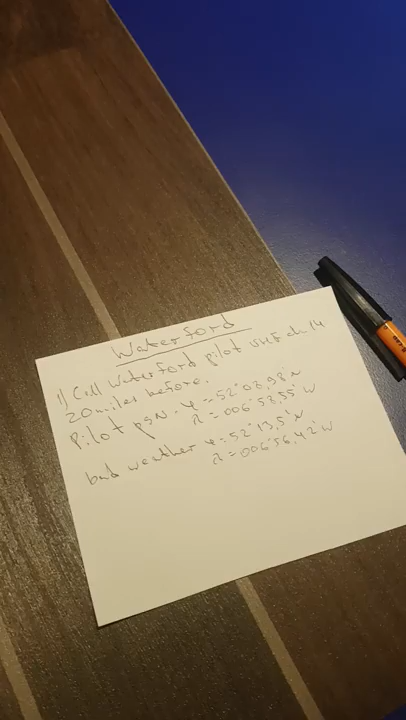 Waterford
1) Call Waterford pilot VHF ch 14
20 miles before.
Pilot psn - φ = 52°08,98'N
λ = 006°58,55'W
bad weather φ = 52°13,5'N
λ = 006°56,42'W